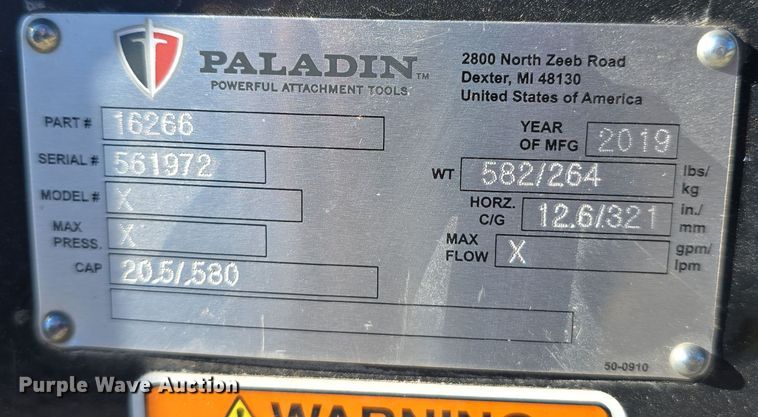 PALADIN™
POWERFUL ATTACHMENT TOOLS
2800 North Zeeb Road
Dexter, MI 48130
United States of America
PART # 16266
YEAR OF MFG 2019
SERIAL # 561972
WT 582/264 lbs/ kg
MODEL # X
HORZ. C/G 12.6/321 in./ mm
MAX PRESS. X
MAX FLOW X gpm/ lpm
CAP 20.5/.580
50-0910
Purple Wave Auction
WARNING